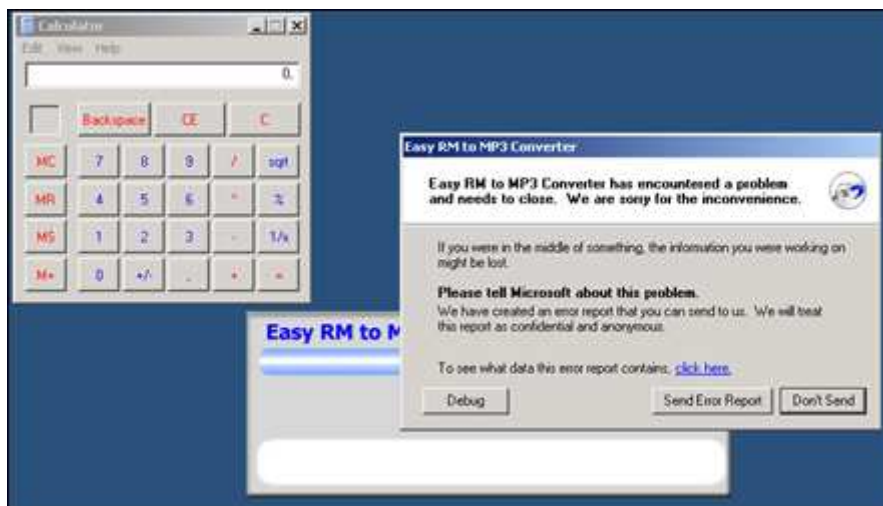 Calculator
Edit View Help
0.
Backspace CE C
MC 7 8 9 / sqrt
MR 4 5 6 * %
MS 1 2 3 - 1/x
M+ 0 +/- . + =
Easy RM to MP3 Converter
Easy RM to MP3 Converter has encountered a problem
and needs to close. We are sorry for the inconvenience.
If you were in the middle of something, the information you were working on
might be lost.
Please tell Microsoft about this problem.
We have created an error report that you can send to us. We will treat
this report as confidential and anonymous.
To see what data this error report contains, click here.
Debug Send Error Report Don't Send
Easy RM to M